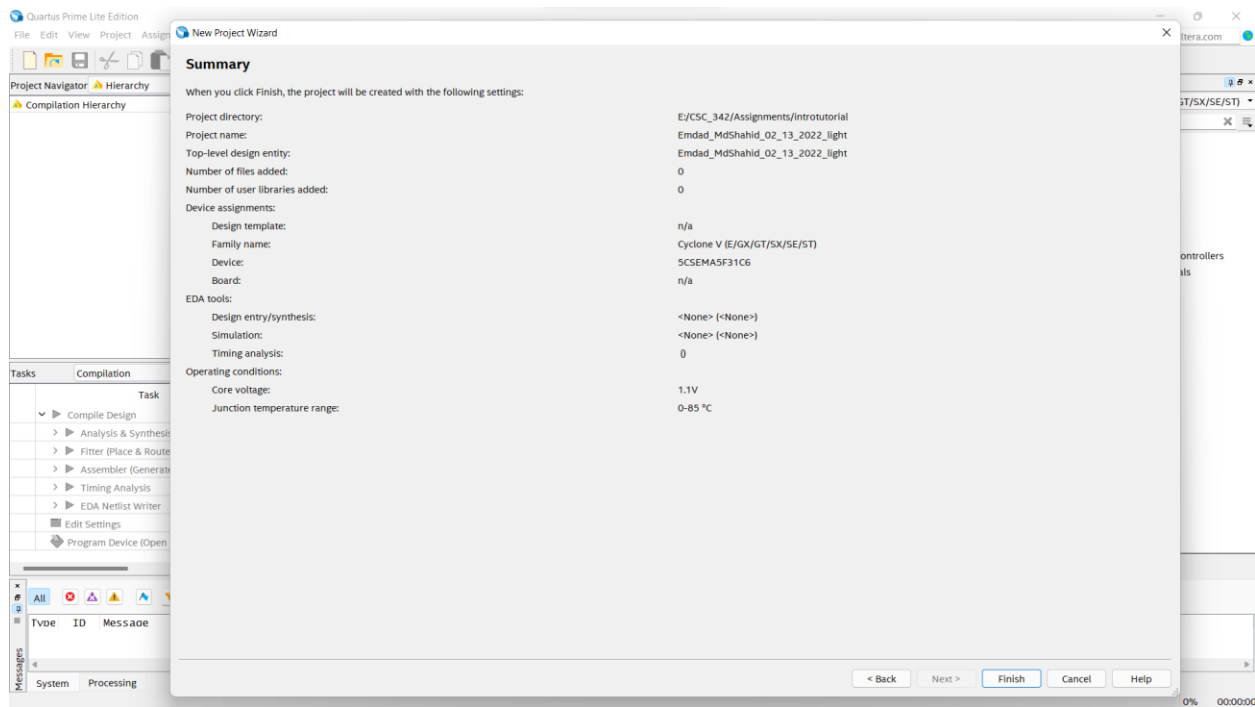 Quartus Prime Lite Edition
File Edit View Project Assign
ltera.com
New Project Wizard
Project Navigator Hierarchy
Compilation Hierarchy
Summary
When you click Finish, the project will be created with the following settings:
Project directory: E:/CSC_342/Assignments/introtutorial
Project name: Emdad_MdShahid_02_13_2022_light
Top-level design entity: Emdad_MdShahid_02_13_2022_light
Number of files added: 0
Number of user libraries added: 0
Device assignments:
Design template: n/a
Family name: Cyclone V (E/GX/GT/SX/SE/ST)
Device: 5CSEMA5F31C6
Board: n/a
EDA tools:
Design entry/synthesis: <None> (<None>)
Simulation: <None> (<None>)
Timing analysis: ()
Operating conditions:
Core voltage: 1.1V
Junction temperature range: 0-85 °C
ST/SX/SE/ST)
ontrollers
als
Tasks Compilation
Task
Compile Design
Analysis & Synthesis
Fitter (Place & Route
Assembler (Generate
Timing Analysis
EDA Netlist Writer
Edit Settings
Program Device (Open
All
Type ID Message
Messages
System Processing
< Back Next > Finish Cancel Help
0% 00:00:00